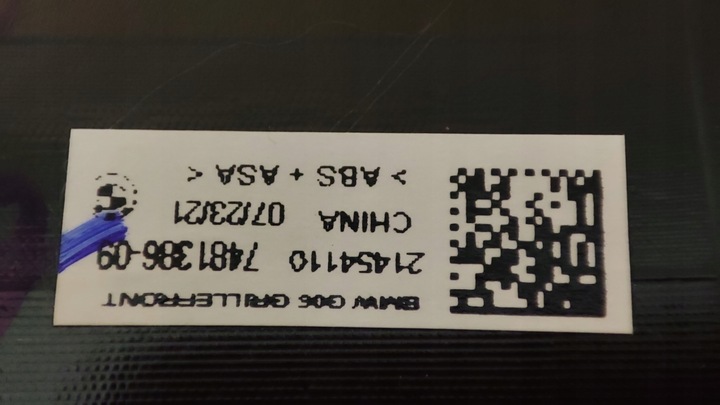 BMW G06 GRILLEFRONT
21454110 7481386-09
CHINA 07/23/21
> ABS + ASA <